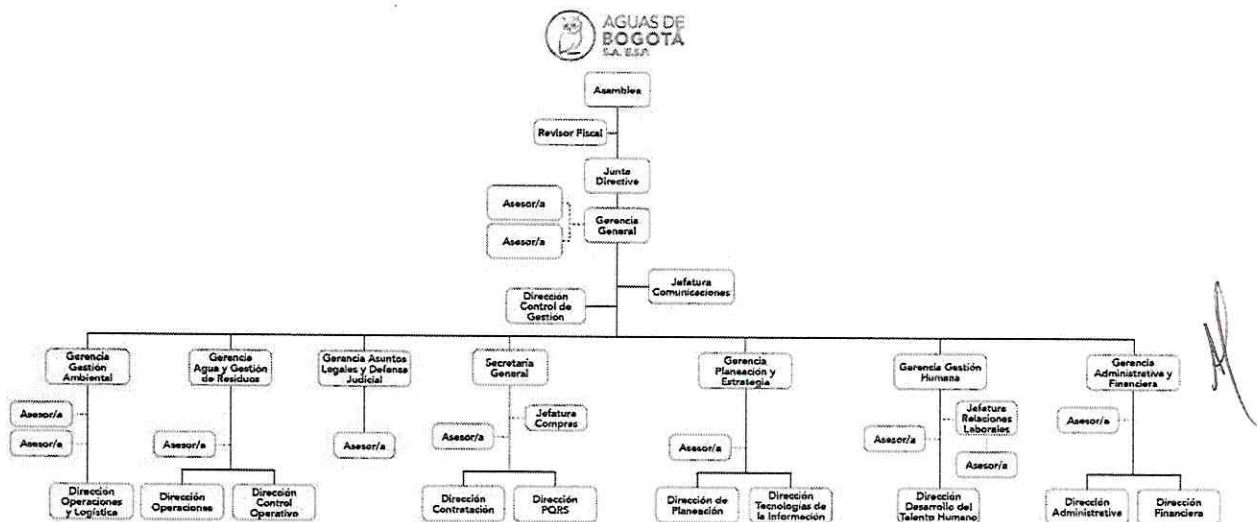 AGUAS DE
BOGOTÁ
S.A. E.S.P.
Asamblea
Revisor Fiscal
Junta
Directiva
Asesor/a
Asesor/a
Gerencia
General
Jefatura
Comunicaciones
Dirección
Control de
Gestión
Gerencia
Gestión
Ambiental
Gerencia
Agua y Gestión
de Residuos
Gerencia Asuntos
Legales y Defensa
Judicial
Secretaría
General
Gerencia
Planeación y
Estrategia
Gerencia Gestión
Humana
Gerencia
Administrativa y
Financiera
Asesor/a
Asesor/a
Asesor/a
Asesor/a
Jefatura
Compras
Asesor/a
Asesor/a
Jefatura
Relaciones
Laborales
Asesor/a
Asesor/a
Asesor/a
Dirección
Operaciones
y Logística
Dirección
Operaciones
Dirección
Control
Operativo
Dirección
Contratación
Dirección
PQRS
Dirección de
Planeación
Dirección
Tecnologías de
la Información
Dirección
Desarrollo del
Talento Humano
Dirección
Administrativa
Dirección
Financiera